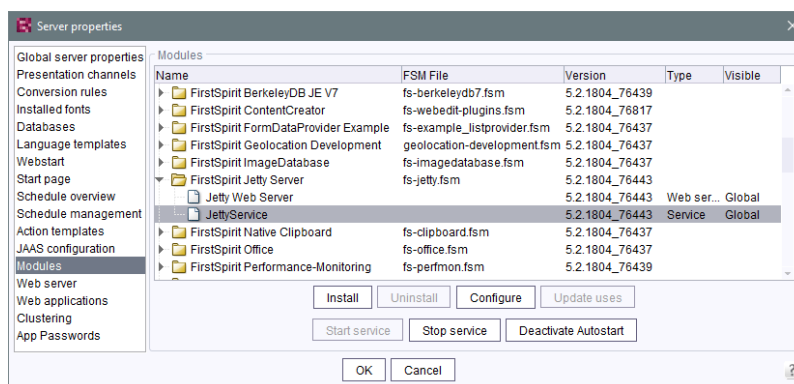 Server properties
Global server properties
Presentation channels
Conversion rules
Installed fonts
Databases
Language templates
Webstart
Start page
Schedule overview
Schedule management
Action templates
JAAS configuration
Modules
Web server
Web applications
Clustering
App Passwords
Modules
Name FSM File Version Type Visible
FirstSpirit BerkeleyDB JE V7 fs-berkeleydb7.fsm 5.2.1804_76439
FirstSpirit ContentCreator fs-webedit-plugins.fsm 5.2.1804_76817
FirstSpirit FormDataProvider Example fs-example_listprovider.fsm 5.2.1804_76437
FirstSpirit Geolocation Development geolocation-development.fsm 5.2.1804_76437
FirstSpirit ImageDatabase fs-imagedatabase.fsm 5.2.1804_76437
FirstSpirit Jetty Server fs-jetty.fsm 5.2.1804_76443
Jetty Web Server 5.2.1804_76443 Web ser... Global
JettyService 5.2.1804_76443 Service Global
FirstSpirit Native Clipboard fs-clipboard.fsm 5.2.1804_76437
FirstSpirit Office fs-office.fsm 5.2.1804_76437
FirstSpirit Performance-Monitoring fs-perfmon.fsm 5.2.1804_76439
Install Uninstall Configure Update uses
Start service Stop service Deactivate Autostart
OK Cancel ?